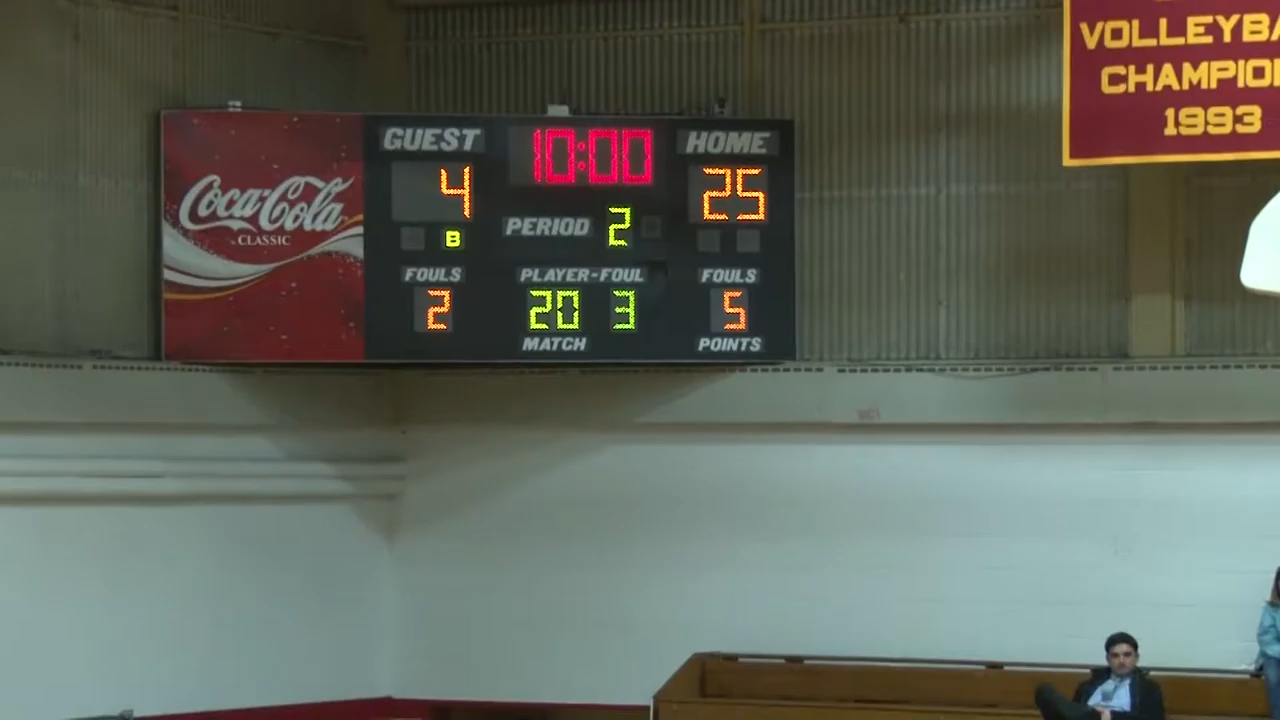 VOLLEYBA
CHAMPION
1993
Coca-Cola
CLASSIC
GUEST
10:00
HOME
4
25
PERIOD 2
B
FOULS
PLAYER-FOUL
FOULS
2
20 3
5
MATCH
POINTS